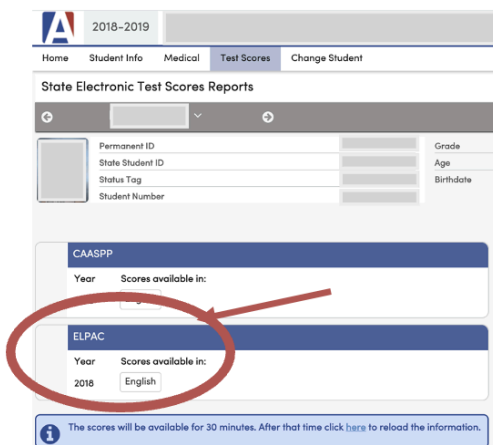 2018-2019
Home Student Info Medical Test Scores Change Student
State Electronic Test Scores Reports
Permanent ID
Grade
State Student ID
Age
Status Tag
Birthdate
Student Number
CAASPP
Year Scores available in:
ELPAC
Year Scores available in:
2018 English
The scores will be available for 30 minutes. After that time click here to reload the information.